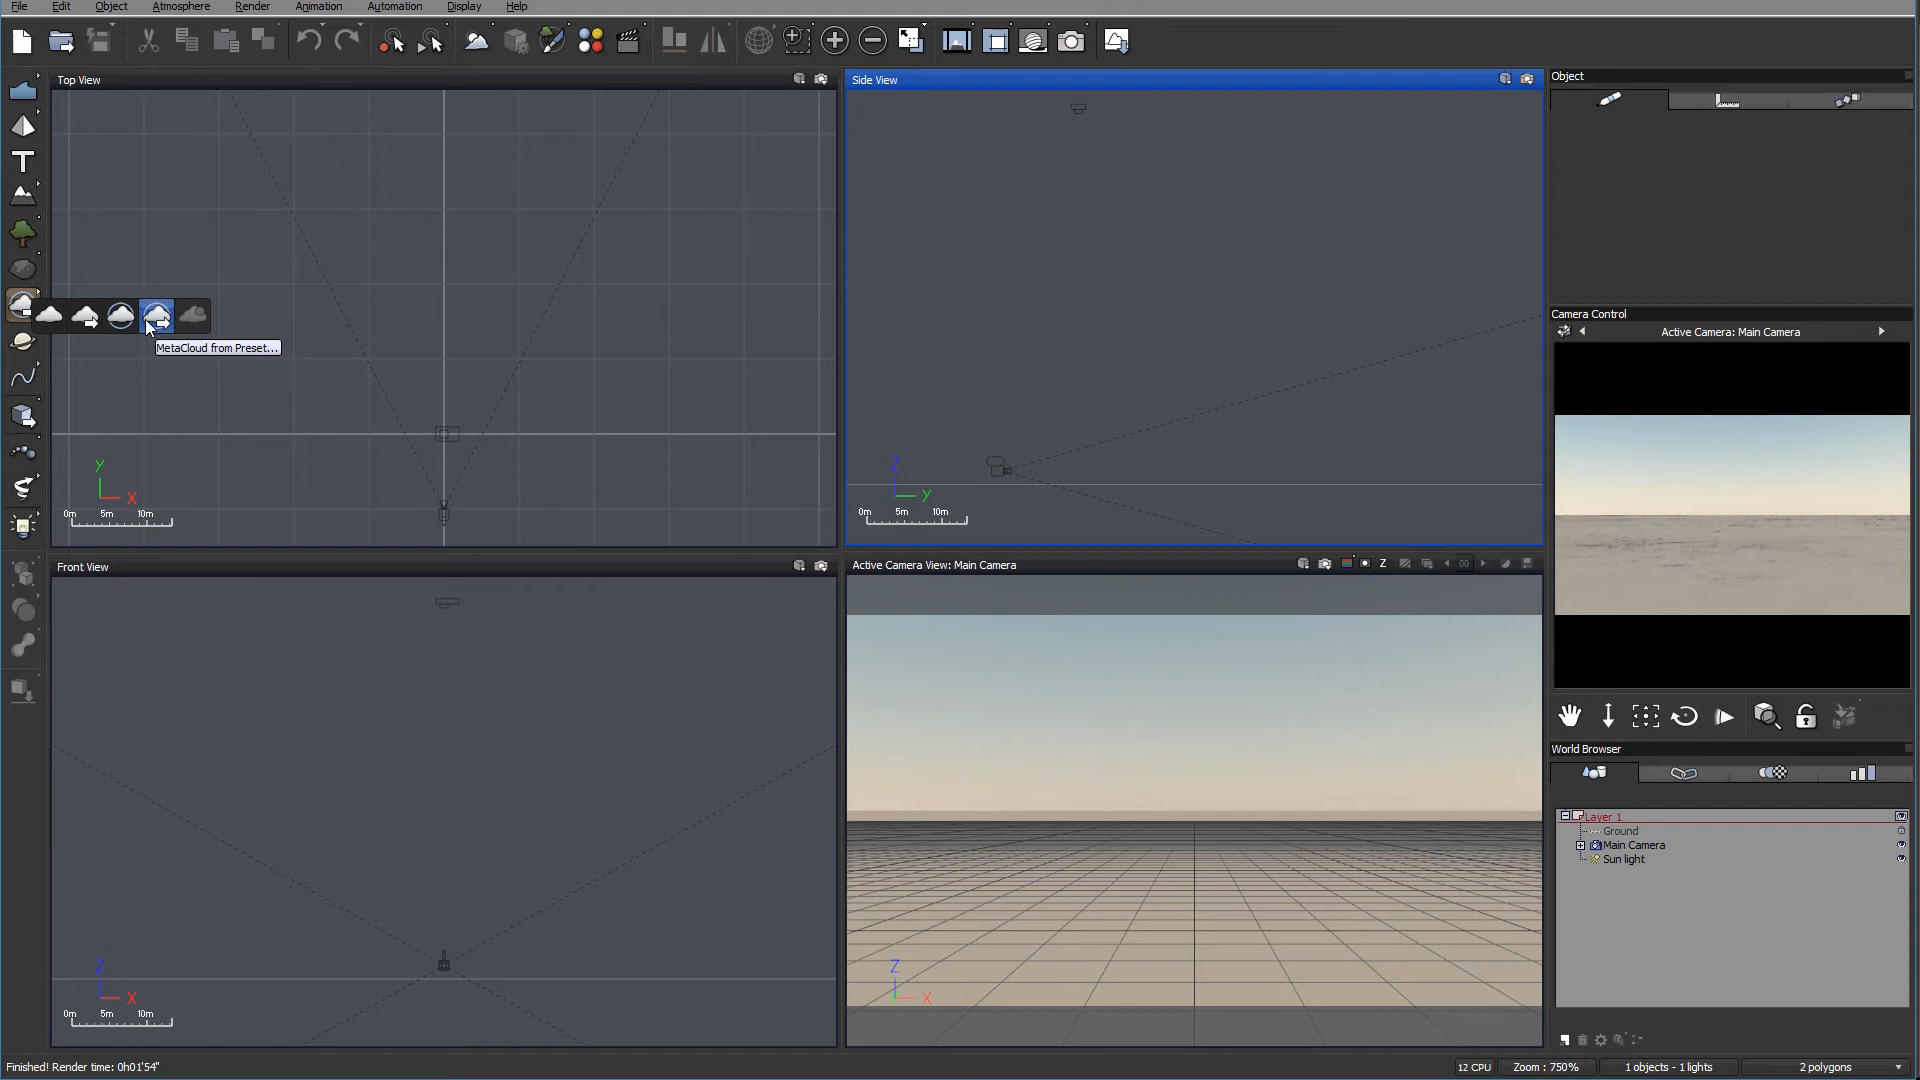 File Edit Object Atmosphere Render Animation Automation Display Help
Top View
Y
X
0m 5m 10m
MetaCloud from Preset...
Side View
Z
Y
0m 5m 10m
Front View
Z
X
0m 5m 10m
Active Camera View: Main Camera
Z
00
Z
X
Object
Camera Control
Active Camera: Main Camera
World Browser
Layer 1
Ground
Main Camera
Sun light
Finished! Render time: 0h01'54"
12 CPU
Zoom : 750%
1 objects - 1 lights
2 polygons